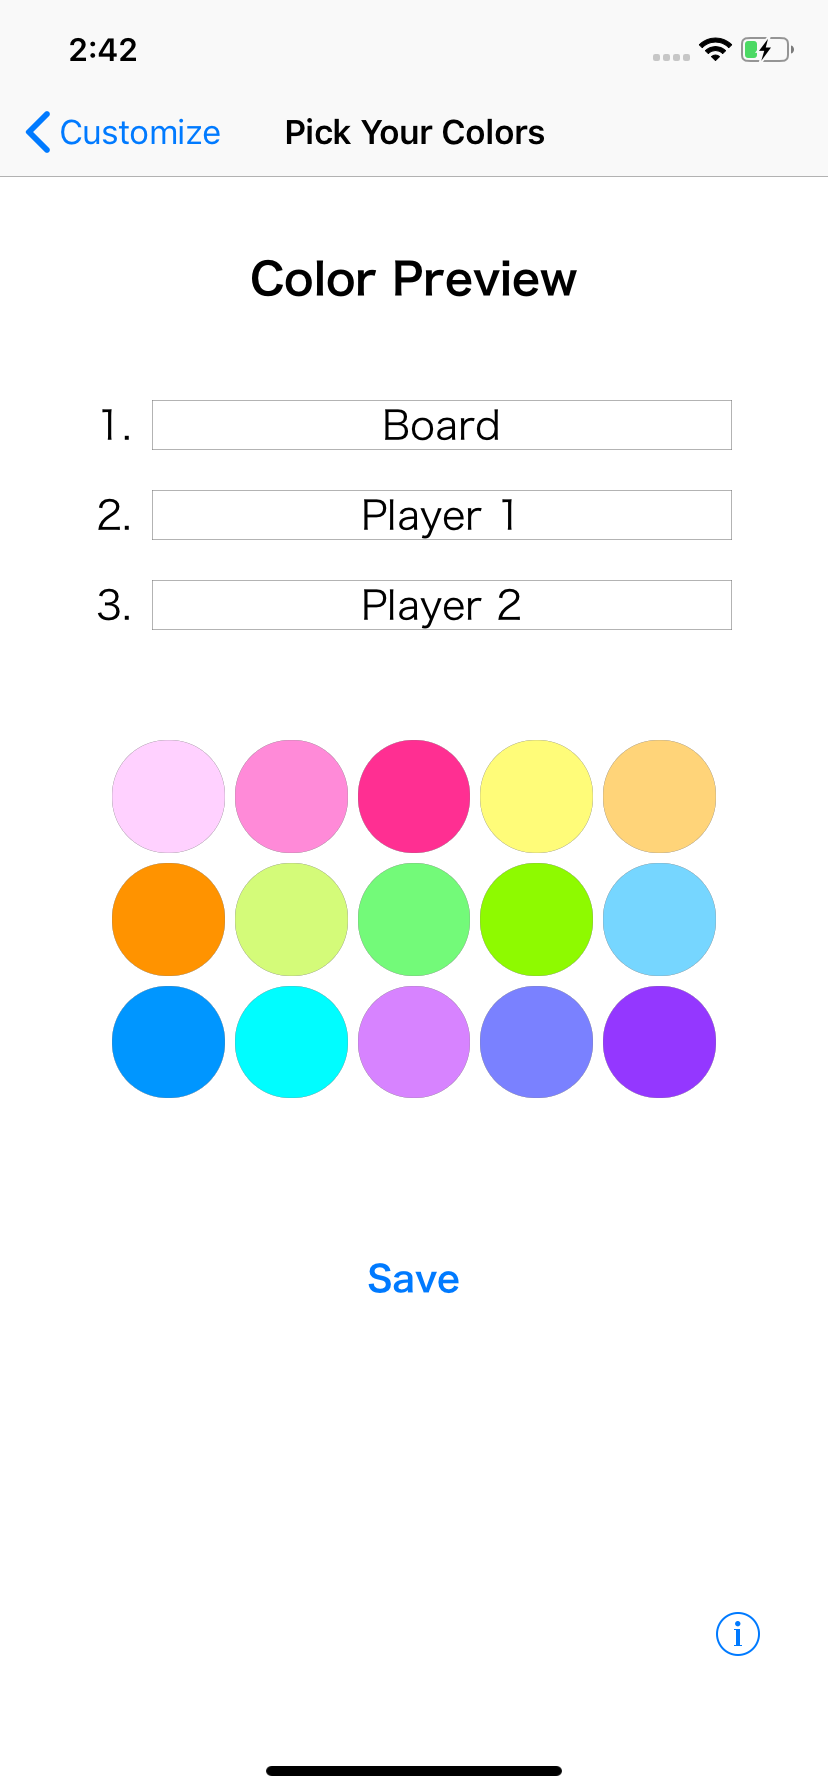 2:42
Customize
Pick Your Colors
Color Preview
1. Board
2. Player 1
3. Player 2
Save
i